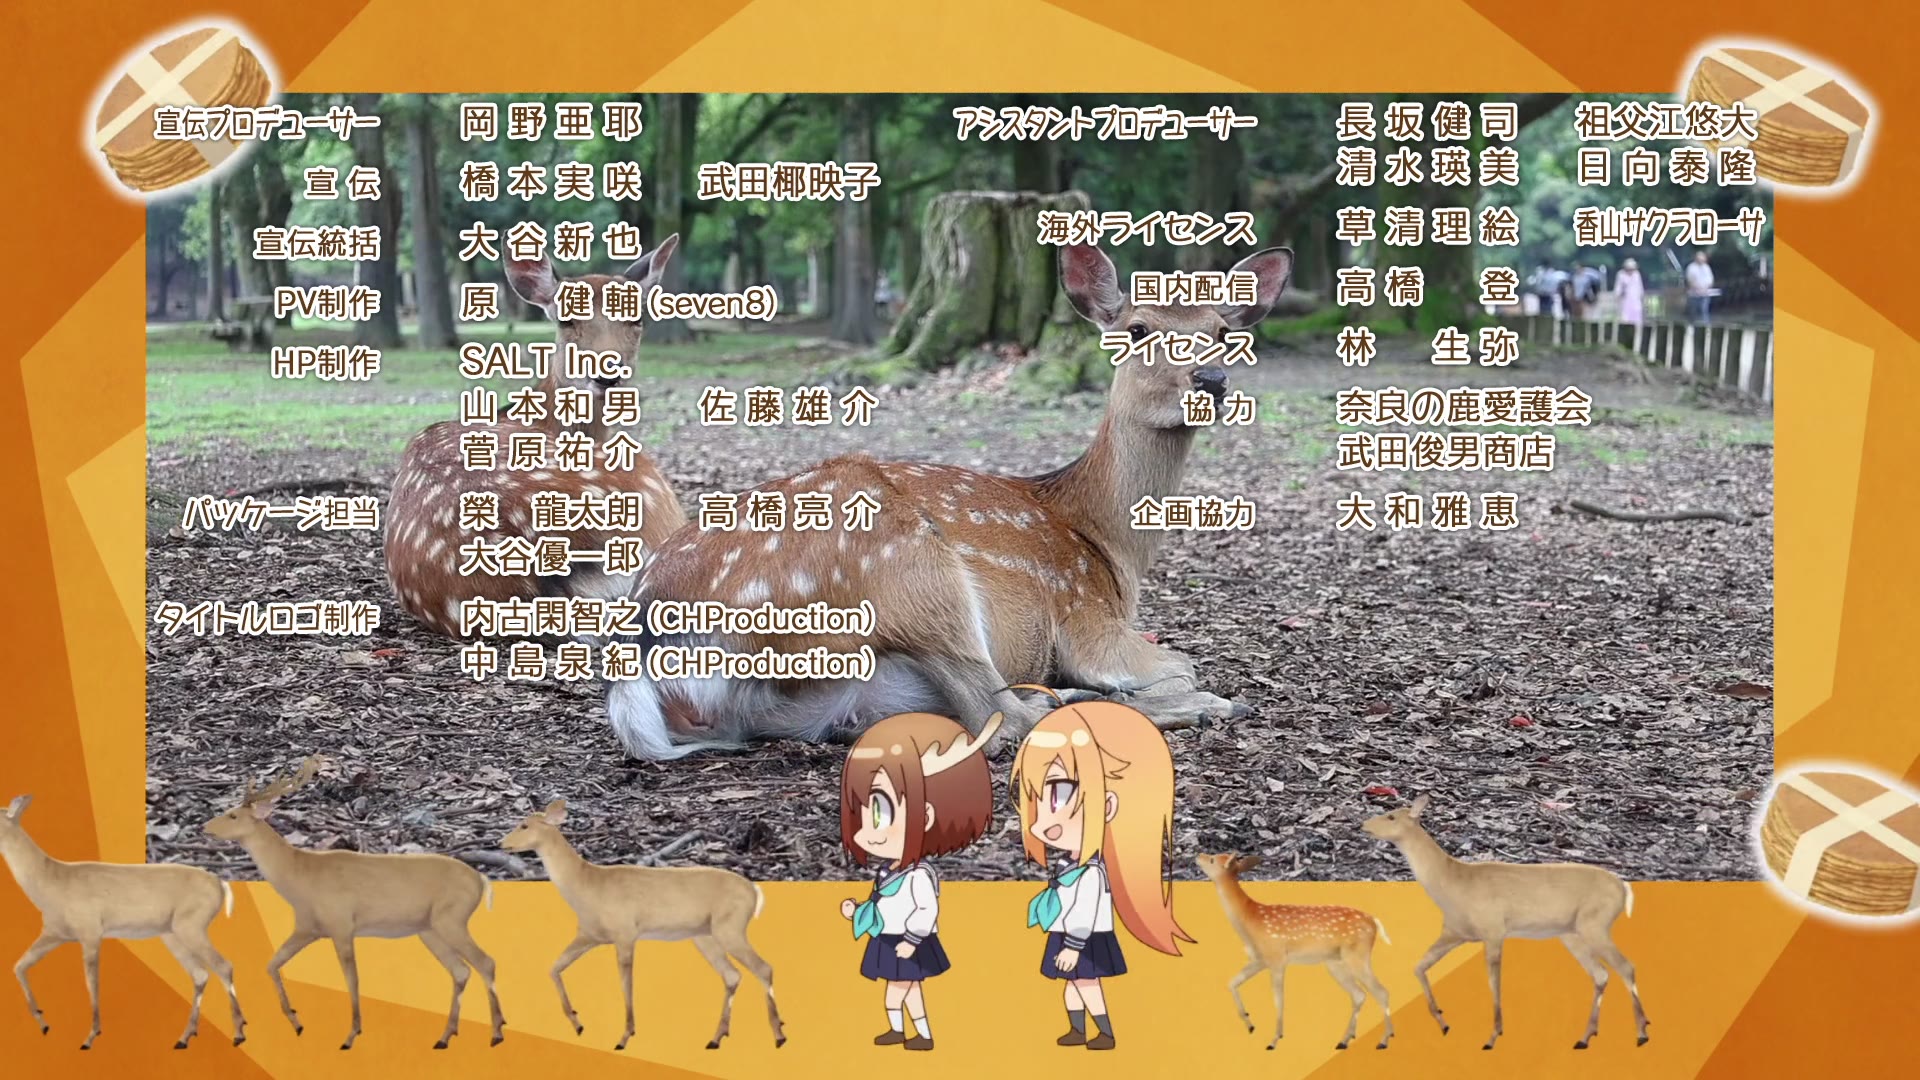 宣伝プロデューサー 岡野亜耶
宣伝 橋本実咲 武田椰映子
宣伝統括 大谷新也
PV制作 原 健輔(seven8)
HP制作 SALT Inc.
山本和男 佐藤雄介
菅原祐介
パッケージ担当 榮 龍太朗 高橋亮介
大谷優一郎
タイトルロゴ制作 内古閑智之(CHProduction)
中島泉紀(CHProduction)
アシスタントプロデューサー 長坂健司 祖父江悠大
清水瑛美 日向泰隆
海外ライセンス 草清理絵 香山サクラローサ
国内配信 高橋 登
ライセンス 林 生弥
協力 奈良の鹿愛護会
武田俊男商店
企画協力 大和雅恵